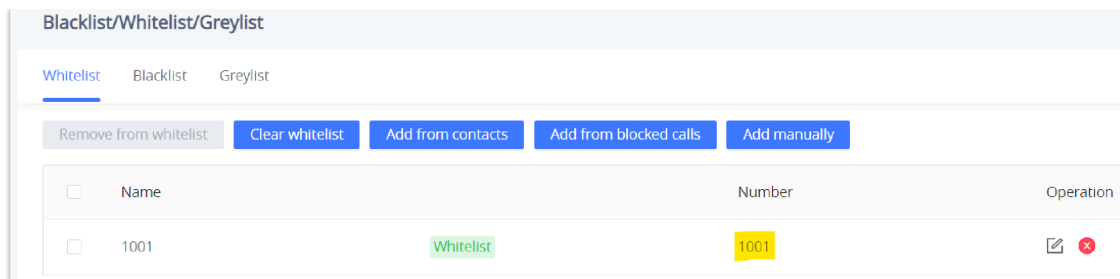 Blacklist/Whitelist/Greylist
Whitelist Blacklist Greylist
Remove from whitelist Clear whitelist Add from contacts Add from blocked calls Add manually
Name Number Operation
1001 Whitelist 1001